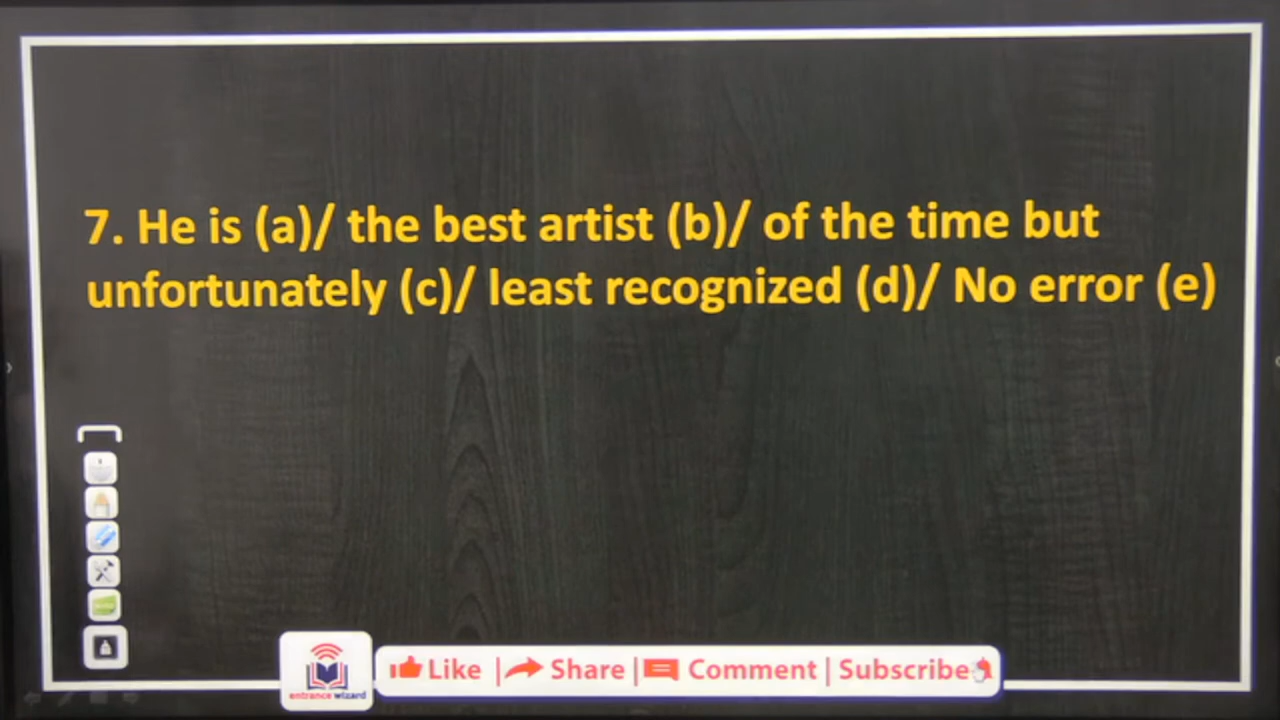 7. He is (a)/ the best artist (b)/ of the time but
unfortunately (c)/ least recognized (d)/ No error (e)
entrance wizard
Like | Share | Comment | Subscribe